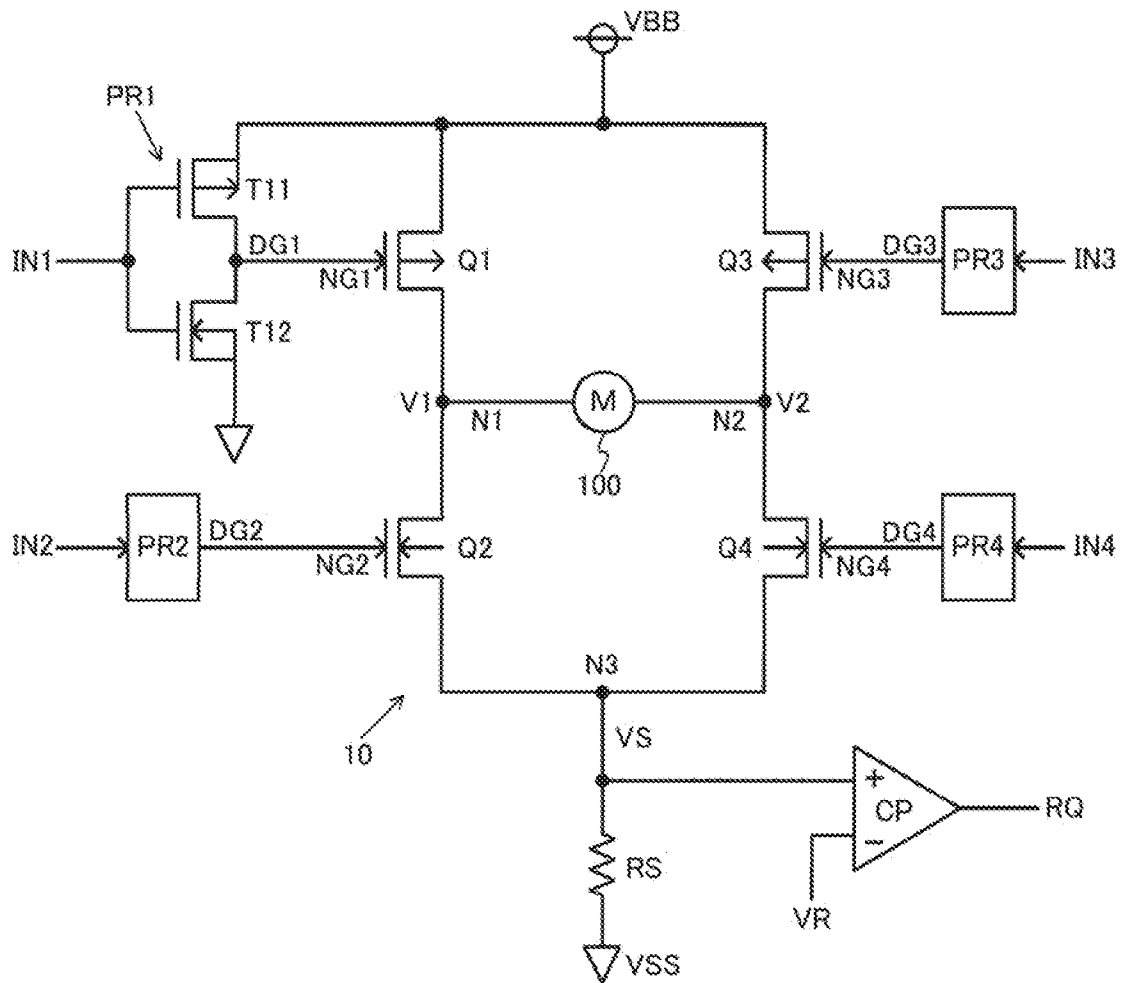 VBB
PR1
T11
IN1
DG1
NG1
Q1
Q3
DG3
NG3
PR3
IN3
T12
V1
N1
M
N2
V2
100
IN2
PR2
DG2
NG2
Q2
Q4
DG4
NG4
PR4
IN4
N3
10
VS
+
CP
−
RQ
RS
VR
VSS